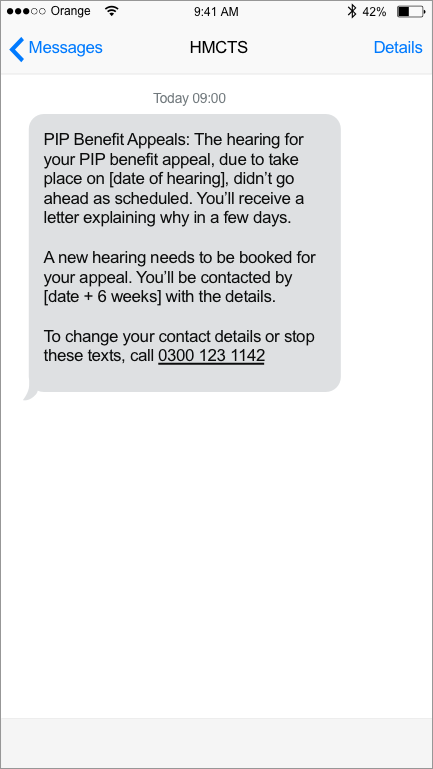 Orange 9:41 AM 42%
Messages HMCTS Details
Today 09:00
PIP Benefit Appeals: The hearing for
your PIP benefit appeal, due to take
place on [date of hearing], didn’t go
ahead as scheduled. You’ll receive a
letter explaining why in a few days.
A new hearing needs to be booked for
your appeal. You’ll be contacted by
[date + 6 weeks] with the details.
To change your contact details or stop
these texts, call 0300 123 1142